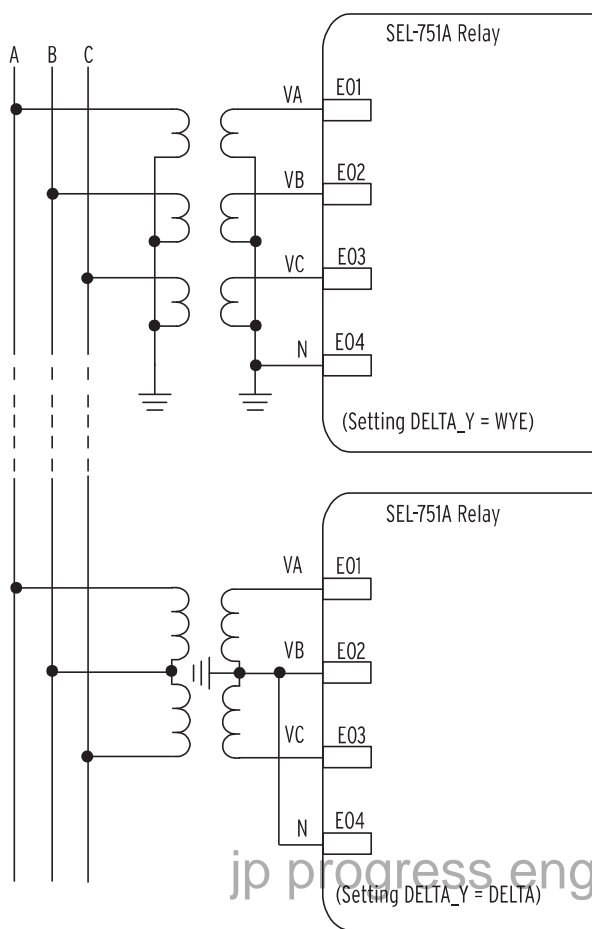 SEL-751A Relay
A B C
VA E01
VB E02
VC E03
N E04
(Setting DELTA_Y = WYE)
SEL-751A Relay
VA E01
VB E02
VC E03
N E04
jp progress eng
(Setting DELTA_Y = DELTA)